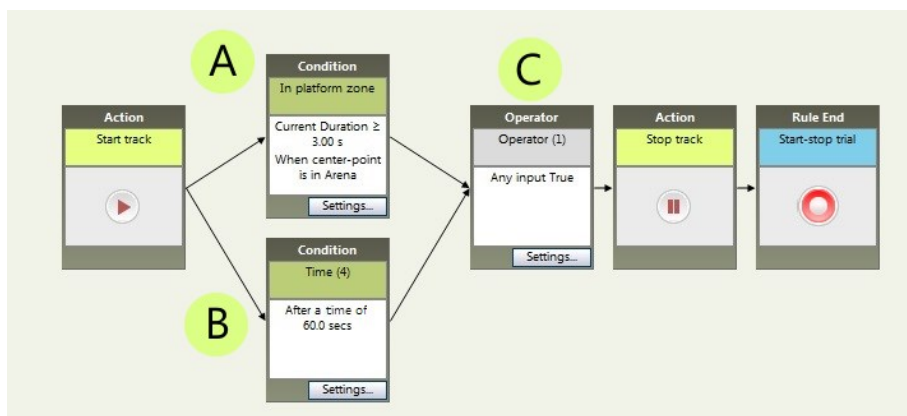 A
Condition
In platform zone
Current Duration ≥
3.00 s
When center-point
is in Arena
Settings...
C
Action
Start track
Operator
Operator (1)
Any input True
Settings...
Action
Stop track
Rule End
Start-stop trial
B
Condition
Time (4)
After a time of
60.0 secs
Settings...